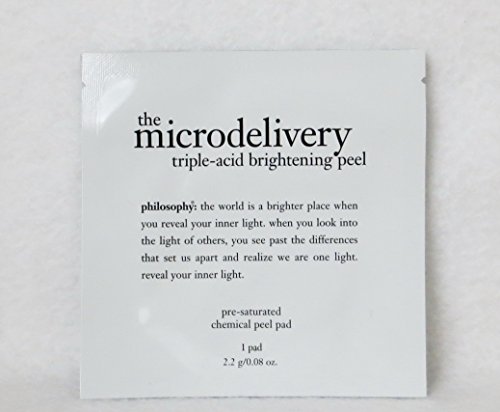 the
microdelivery
triple-acid brightening peel
philosophy: the world is a brighter place when
you reveal your inner light. when you look into
the light of others, you see past the differences
that set us apart and realize we are one light.
reveal your inner light.
pre-saturated
chemical peel pad
1 pad
2.2 g/0.08 oz.